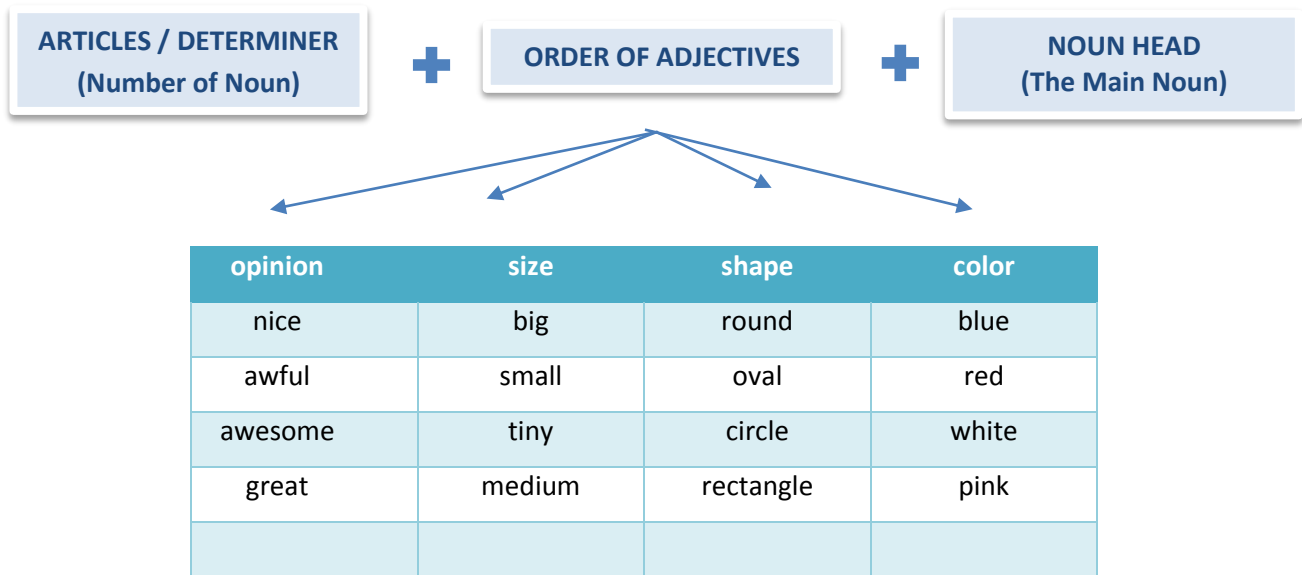 ARTICLES / DETERMINER
(Number of Noun)
ORDER OF ADJECTIVES
NOUN HEAD
(The Main Noun)
opinion size shape color
nice big round blue
awful small oval red
awesome tiny circle white
great medium rectangle pink